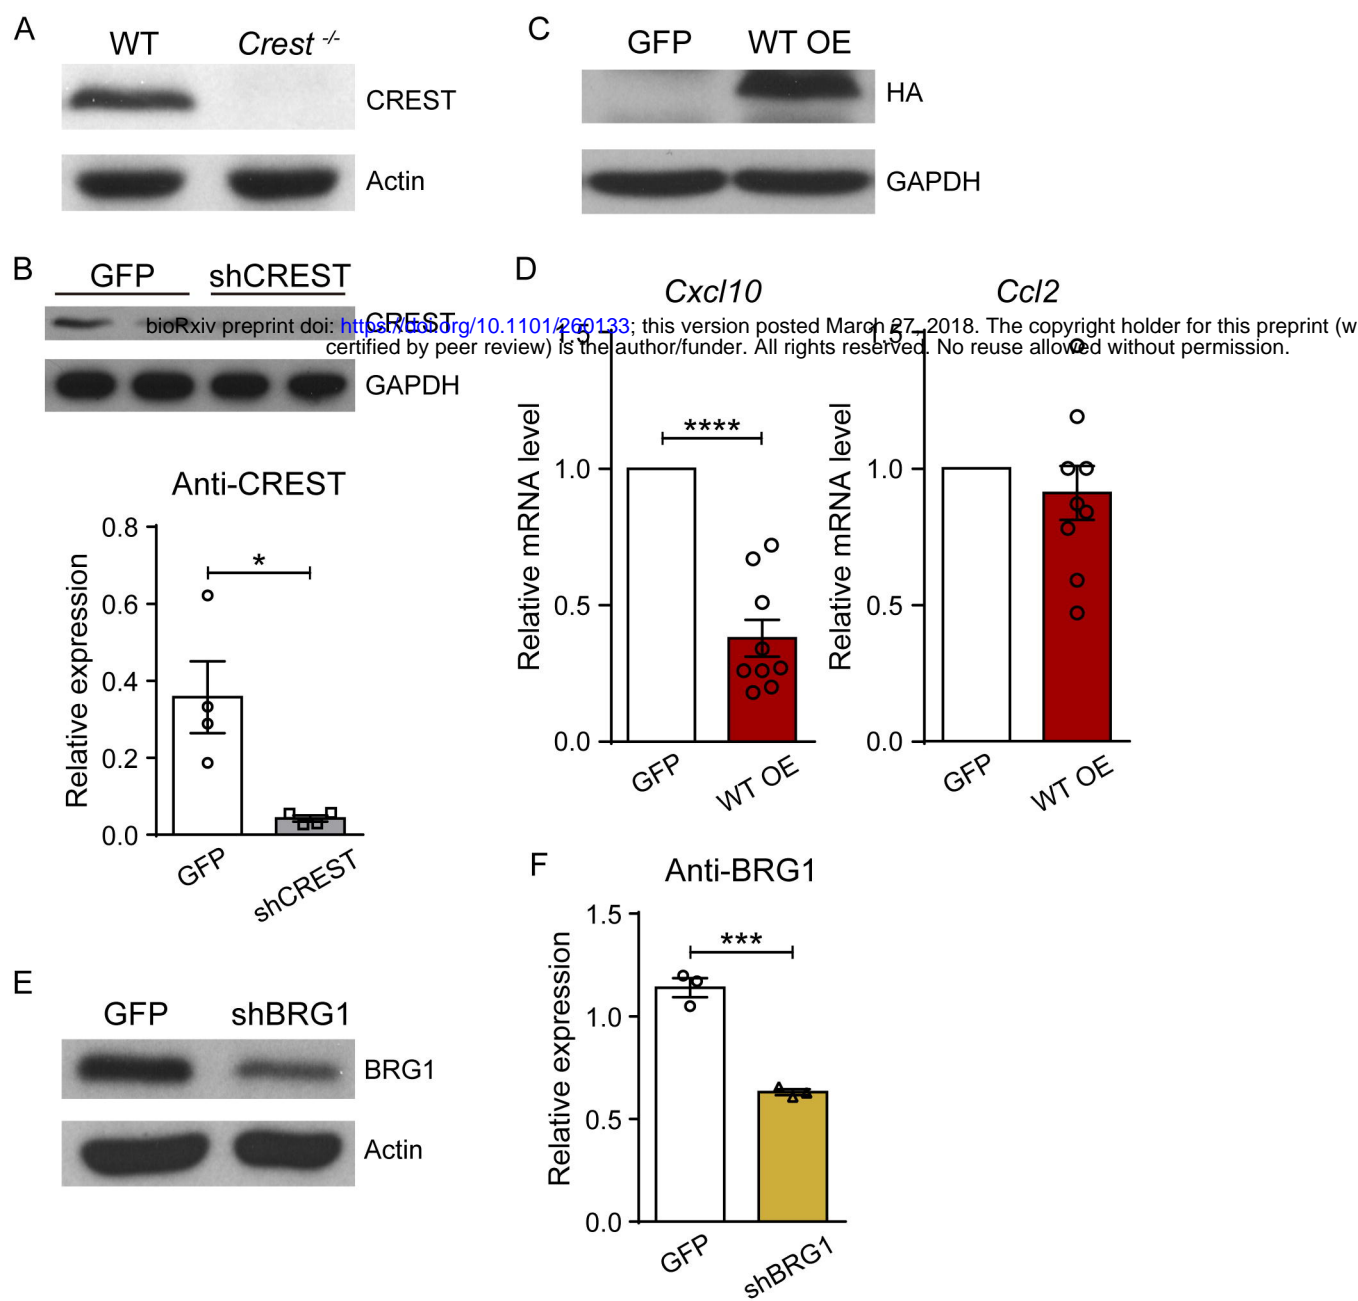 A
WT Crest -/-
CREST
Actin
C
GFP WT OE
HA
GAPDH
B
GFP shCREST
CREST
GAPDH
Anti-CREST
Relative expression
0.8
*
0.6
0.4
0.2
0.0
GFP shCREST
bioRxiv preprint doi: https://doi.org/10.1101/260133; this version posted March 27, 2018. The copyright holder for this preprint (w
certified by peer review) is the author/funder. All rights reserved. No reuse allowed without permission.
D
Cxcl10
Relative mRNA level
1.5
****
1.0
0.5
0.0
GFP WT OE
Ccl2
Relative mRNA level
1.5
1.0
0.5
0.0
GFP WT OE
E
GFP shBRG1
BRG1
Actin
F
Anti-BRG1
Relative expression
1.5
***
1.0
0.5
0.0
GFP shBRG1